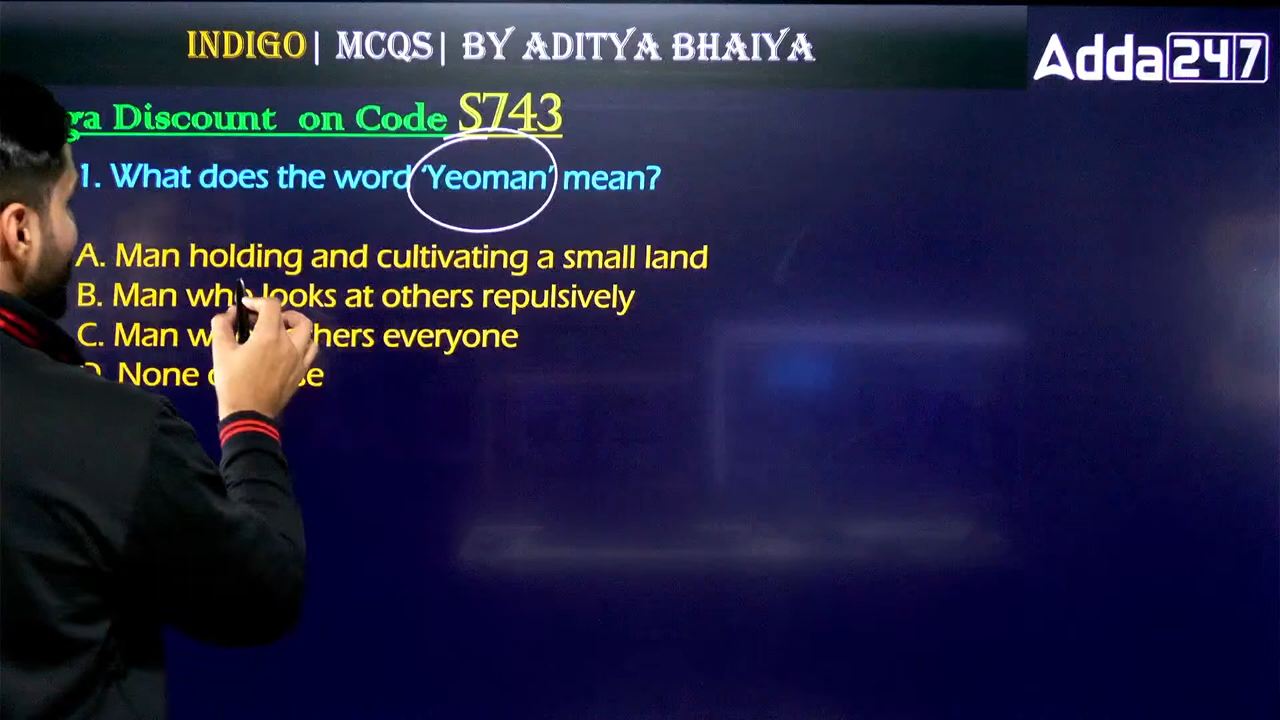 INDIGO| MCQS| BY ADITYA BHAIYA
Adda247
Discount on Code S743
1. What does the word 'Yeoman' mean?
A. Man holding and cultivating a small land
B. Man who looks at others repulsively
C. Man everyone
None